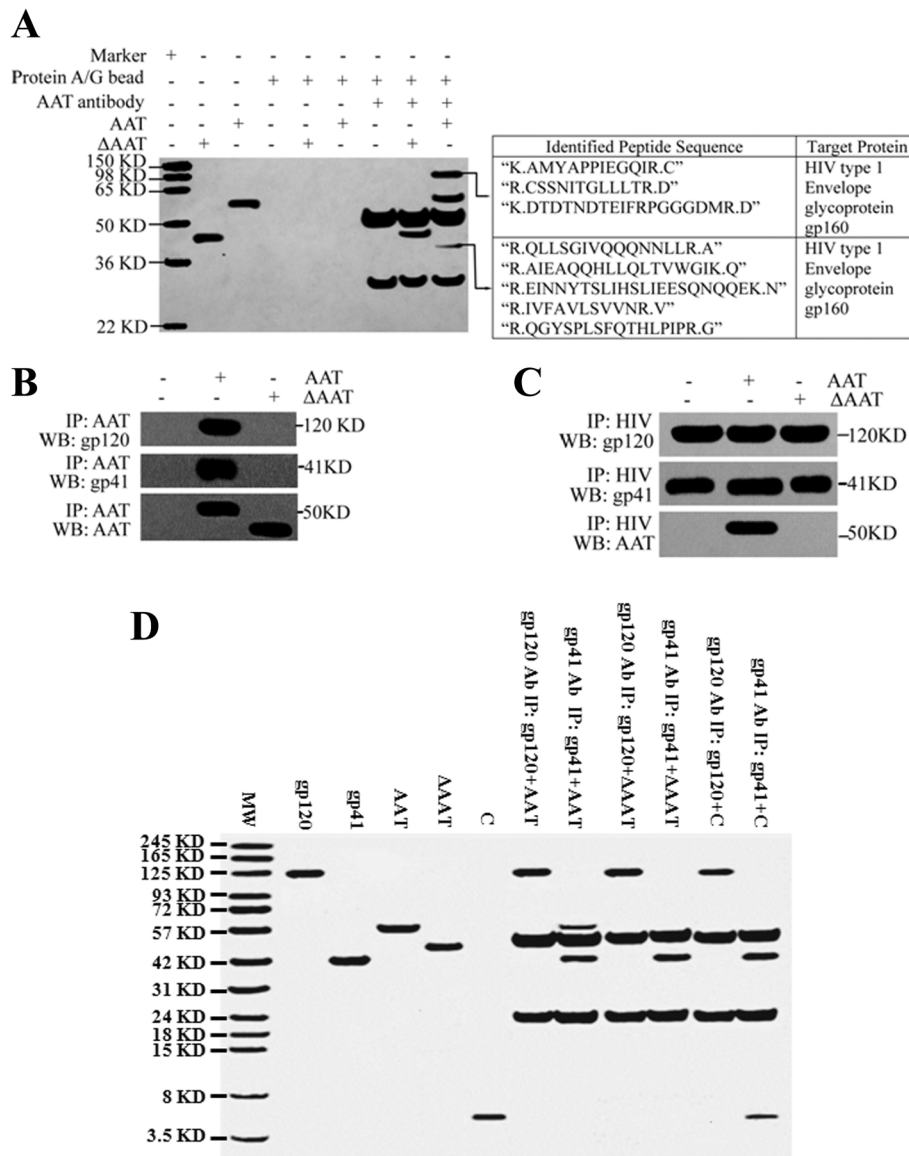 A
Marker + - - - - - - - -
Protein A/G bead - - - + + + + + +
AAT antibody - - - - - - + + +
AAT - - + - - + - - +
ΔAAT - + - - + - - + -
150 KD
98 KD
65 KD
50 KD
36 KD
22 KD
Identified Peptide Sequence Target Protein
“K.AMYAPPIEGQIR.C” HIV type 1
“R.CSSNITGLLLTR.D” Envelope
“K.DTDTNDTEIFRPGGGDMR.D” glycoprotein
gp160
“R.QLLSGIVQQQNNLLR.A” HIV type 1
“R.AIEAQQHLLQLTVWGIK.Q” Envelope
“R.EINNYTSLIHSLIEESQNQQEK.N” glycoprotein
“R.IVFAVLSVVNR.V” gp160
“R.QGYSPLSFQTHLPIPR.G”
B
- + - AAT
- - + ΔAAT
IP: AAT
WB: gp120
120 KD
IP: AAT
WB: gp41
41KD
IP: AAT
WB: AAT
50KD
C
- + - AAT
- - + ΔAAT
IP: HIV
WB: gp120
120KD
IP: HIV
WB: gp41
41KD
IP: HIV
WB: AAT
50KD
D
MW
gp120
gp41
AAT
ΔAAT
C
gp120 Ab IP: gp120+AAT
gp41 Ab IP: gp41+AAT
gp120 Ab IP: gp120+ΔAAT
gp41 Ab IP: gp41+ΔAAT
gp120 Ab IP: gp120+C
gp41 Ab IP: gp41+C
245 KD
165 KD
125 KD
93 KD
72 KD
57 KD
42 KD
31 KD
24 KD
18 KD
15 KD
8 KD
3.5 KD